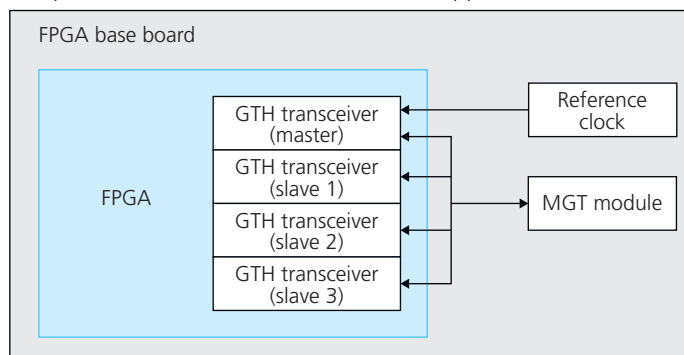 FPGA base board
GTH transceiver
(master)
Reference
clock
GTH transceiver
(slave 1)
FPGA
MGT module
GTH transceiver
(slave 2)
GTH transceiver
(slave 3)